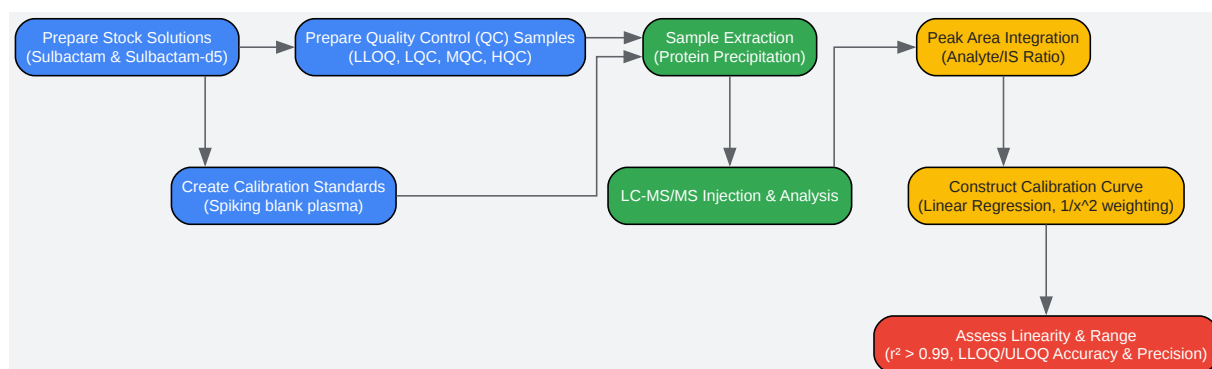 Prepare Stock Solutions
(Sulbactam & Sulbactam-d5)
Prepare Quality Control (QC) Samples
(LLOQ, LQC, MQC, HQC)
Sample Extraction
(Protein Precipitation)
Peak Area Integration
(Analyte/IS Ratio)
Create Calibration Standards
(Spiking blank plasma)
LC-MS/MS Injection & Analysis
Construct Calibration Curve
(Linear Regression, 1/x^2 weighting)
Assess Linearity & Range
(r² > 0.99, LLOQ/ULOQ Accuracy & Precision)